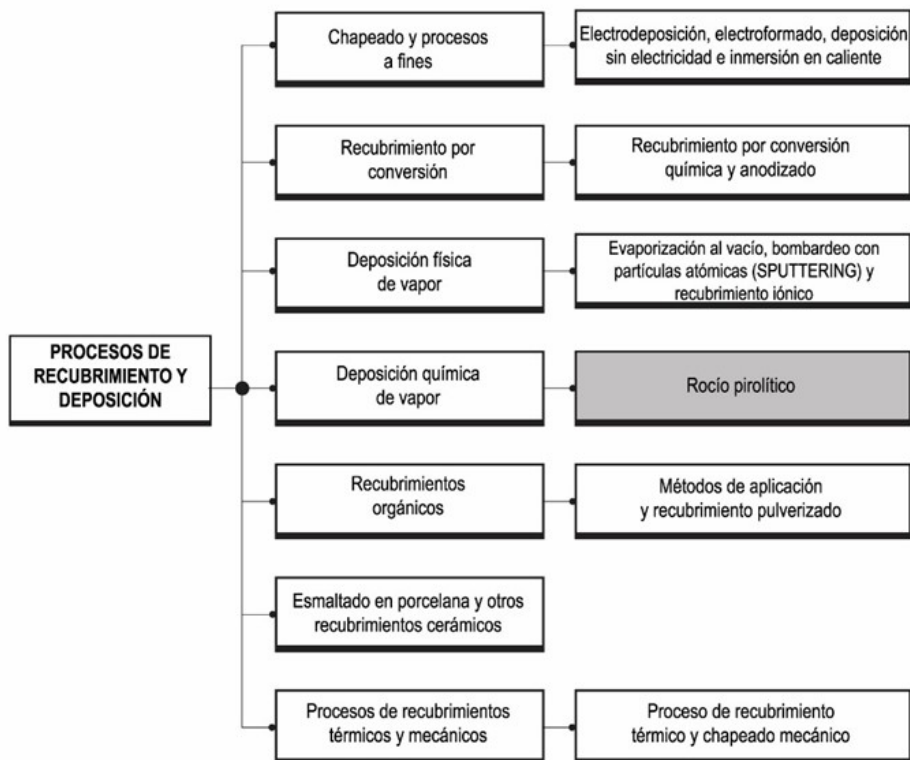 Chapeado y procesos
a fines
Electrodeposición, electroformado, deposición
sin electricidad e inmersión en caliente
Recubrimiento por
conversión
Recubrimiento por conversión
química y anodizado
Deposición física
de vapor
Evaporización al vacío, bombardeo con
partículas atómicas (SPUTTERING) y
recubrimiento iónico
PROCESOS DE
RECUBRIMIENTO Y
DEPOSICIÓN
Deposición química
de vapor
Rocío pirolítico
Recubrimientos
orgánicos
Métodos de aplicación
y recubrimiento pulverizado
Esmaltado en porcelana y otros
recubrimientos cerámicos
Procesos de recubrimientos
térmicos y mecánicos
Proceso de recubrimiento
térmico y chapeado mecánico